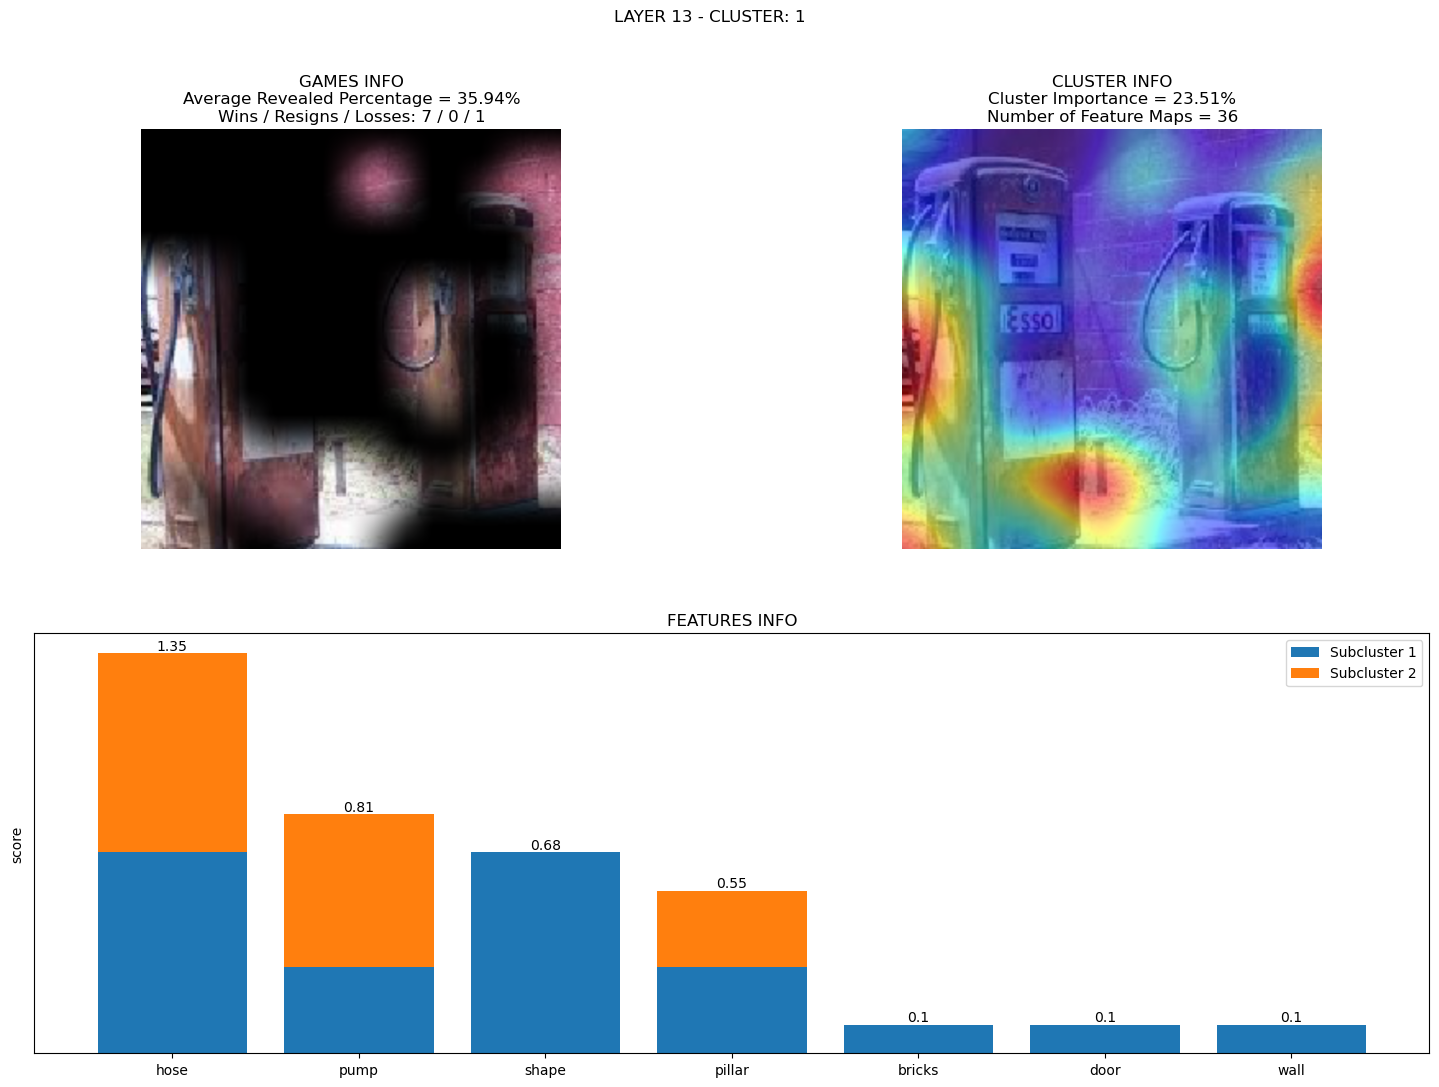 LAYER 13 - CLUSTER: 1
GAMES INFO
Average Revealed Percentage = 35.94%
Wins / Resigns / Losses: 7 / 0 / 1
CLUSTER INFO
Cluster Importance = 23.51%
Number of Feature Maps = 36
ESSO
FEATURES INFO
Subcluster 1
Subcluster 2
score
1.35
0.81
0.68
0.55
0.1
0.1
0.1
hose
pump
shape
pillar
bricks
door
wall